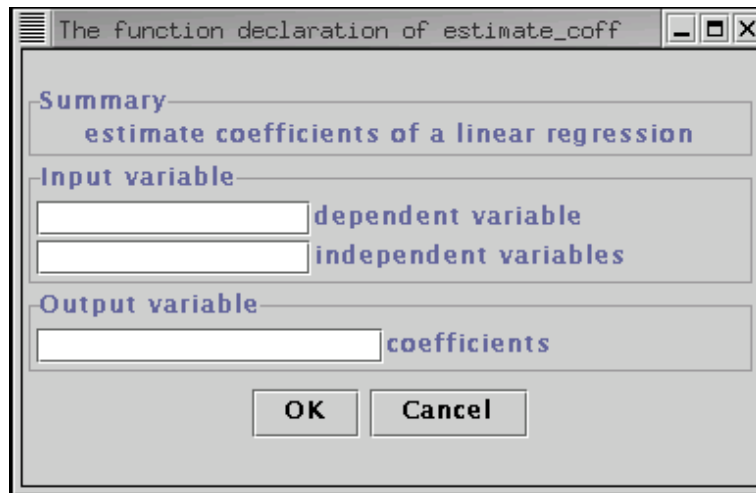 The function declaration of estimate_coff
Summary
estimate coefficients of a linear regression
Input variable
dependent variable
independent variables
Output variable
coefficients
OK Cancel